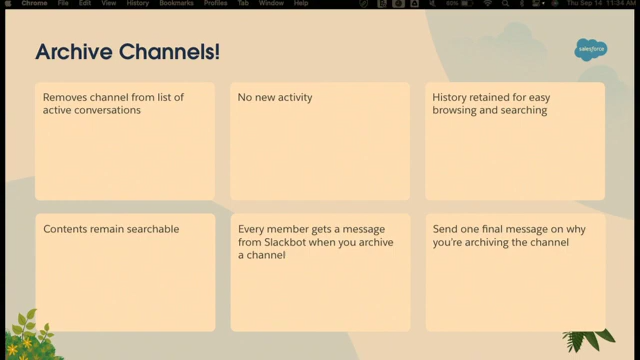 Chrome File Edit View History Bookmarks Profiles Tab Window Help
Thu Sep 14 11:34 AM
Archive Channels!
salesforce
Removes channel from list of
active conversations
No new activity
History retained for easy
browsing and searching
Contents remain searchable
Every member gets a message
from Slackbot when you archive
a channel
Send one final message on why
you're archiving the channel